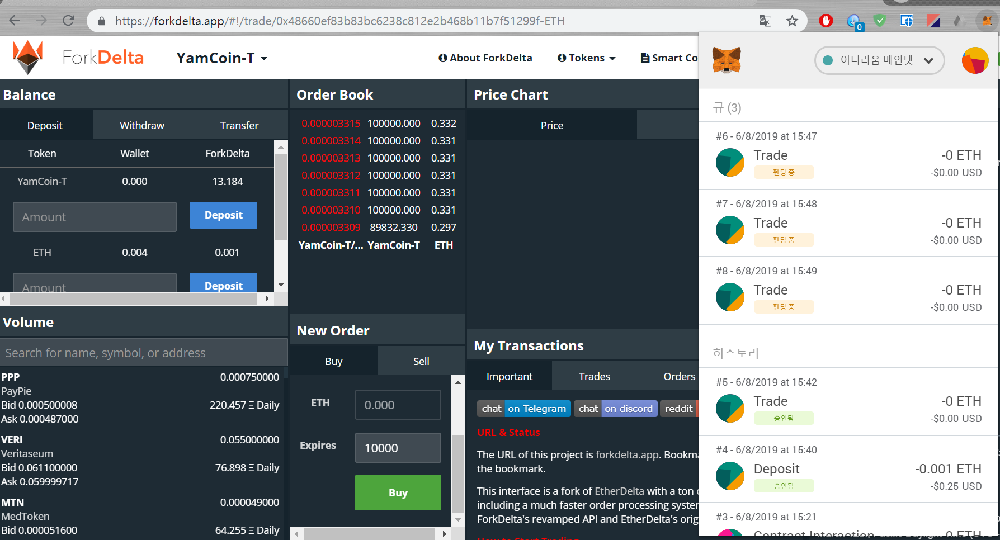 https://forkdelta.app/#!/trade/0x48660ef83b83bc6238c812e2b468b11b7f51299f-ETH
0
ForkDelta
YamCoin-T
About ForkDelta
Tokens
Smart Co
Balance
Deposit Withdraw Transfer
Token Wallet ForkDelta
YamCoin-T 0.000 13.184
Amount Deposit
ETH 0.004 0.001
Amount Deposit
Volume
Search for name, symbol, or address
PPP 0.000750000
PayPie
Bid 0.000500008 220.457 Ξ Daily
Ask 0.000487000
VERI 0.055000000
Veritaseum
Bid 0.061100000 76.898 Ξ Daily
Ask 0.059999717
MTN 0.000049000
MedToken
Bid 0.000051600 64.255 Ξ Daily
Order Book
0.000003315 100000.000 0.332
0.000003314 100000.000 0.331
0.000003313 100000.000 0.331
0.000003312 100000.000 0.331
0.000003311 100000.000 0.331
0.000003310 100000.000 0.331
0.000003309 89832.330 0.297
YamCoin-T/... YamCoin-T ETH
New Order
Buy Sell
ETH 0.000
Expires 10000
Buy
Price Chart
Price
My Transactions
Important Trades Orders
chat on Telegram chat on discord reddit
URL & Status
The URL of this project is forkdelta.app. Bookma
the bookmark.
This interface is a fork of EtherDelta with a ton
including a much faster order processing syste
ForkDelta's revamped API and EtherDelta's orig
How to Start Trading
이더리움 메인넷
큐 (3)
#6 - 6/8/2019 at 15:47
Trade -0 ETH
펜딩 중 -$0.00 USD
#7 - 6/8/2019 at 15:48
Trade -0 ETH
펜딩 중 -$0.00 USD
#8 - 6/8/2019 at 15:49
Trade -0 ETH
펜딩 중 -$0.00 USD
히스토리
#5 - 6/8/2019 at 15:42
Trade -0 ETH
승인됨 -$0.00 USD
#4 - 6/8/2019 at 15:40
Deposit -0.001 ETH
승인됨 -$0.25 USD
#3 - 6/8/2019 at 15:21
Contract Interaction -0 ETH